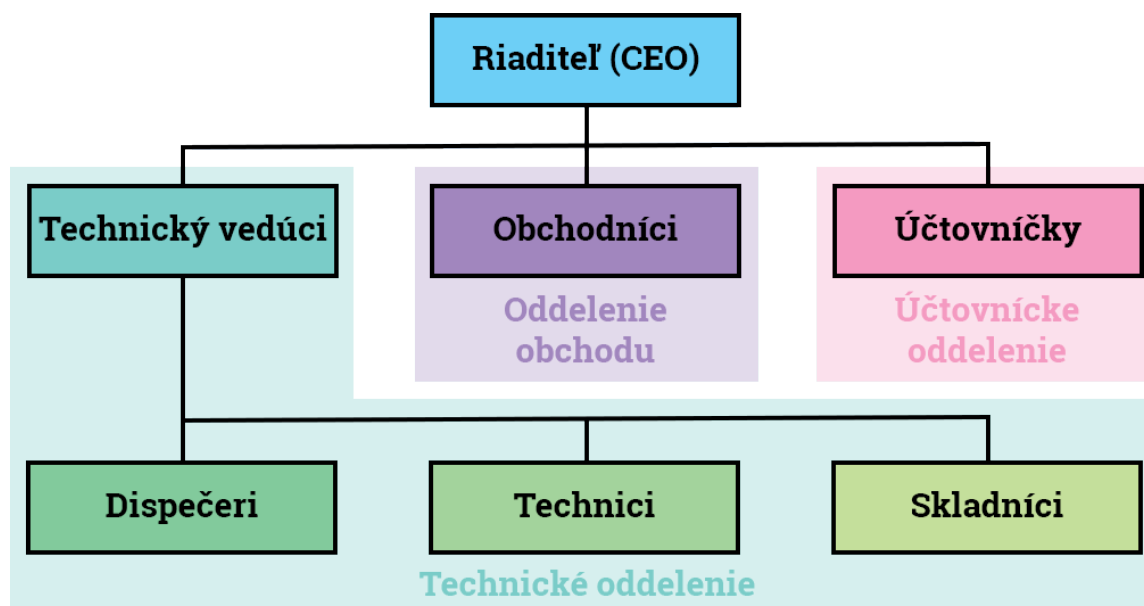 Riaditeľ (CEO)
Technický vedúci
Obchodníci
Účtovníčky
Oddelenie
obchodu
Účtovnícke
oddelenie
Dispečeri
Technici
Skladníci
Technické oddelenie